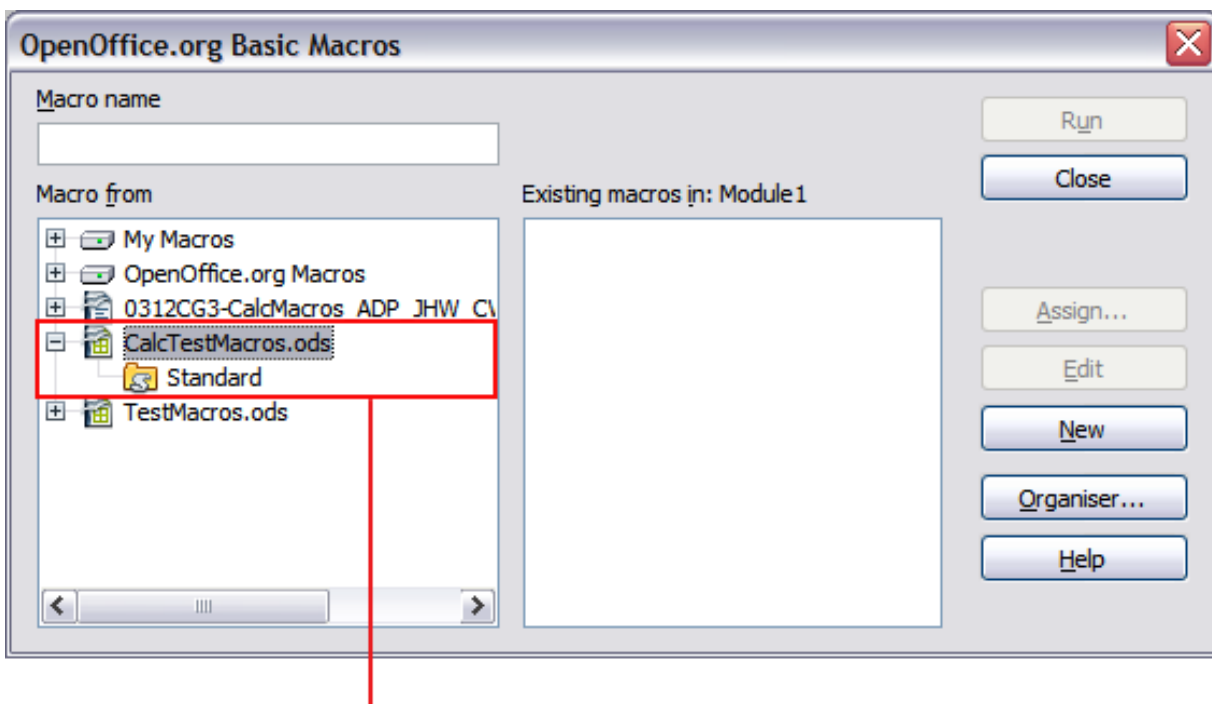 OpenOffice.org Basic Macros
Macro name
Run
Close
Macro from
Existing macros in: Module1
My Macros
OpenOffice.org Macros
0312CG3-CalcMacros_ADP_JHW_
CalcTestMacros.ods
Standard
TestMacros.ods
Assign...
Edit
New
Organiser...
Help